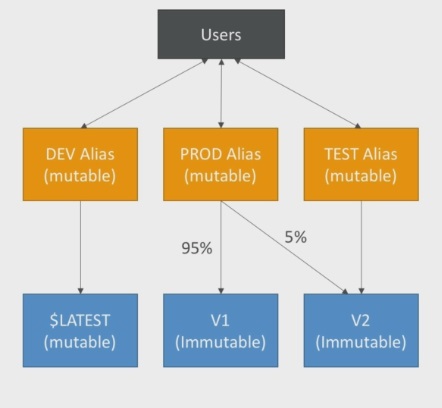 Users
DEV Alias
(mutable)
PROD Alias
(mutable)
TEST Alias
(mutable)
95%
5%
$LATEST
(mutable)
V1
(Immutable)
V2
(Immutable)